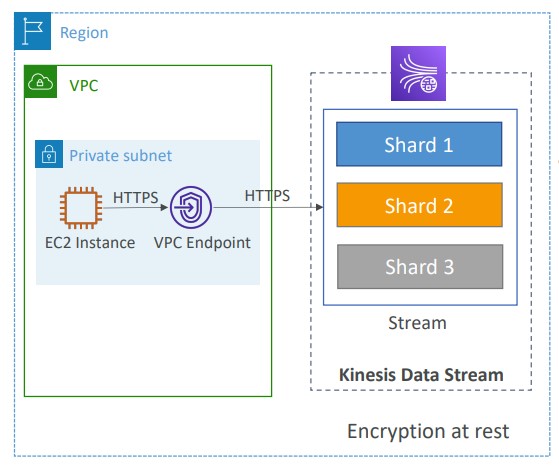 Region
VPC
Private subnet
HTTPS
HTTPS
EC2 Instance
VPC Endpoint
Shard 1
Shard 2
Shard 3
Stream
Kinesis Data Stream
Encryption at rest